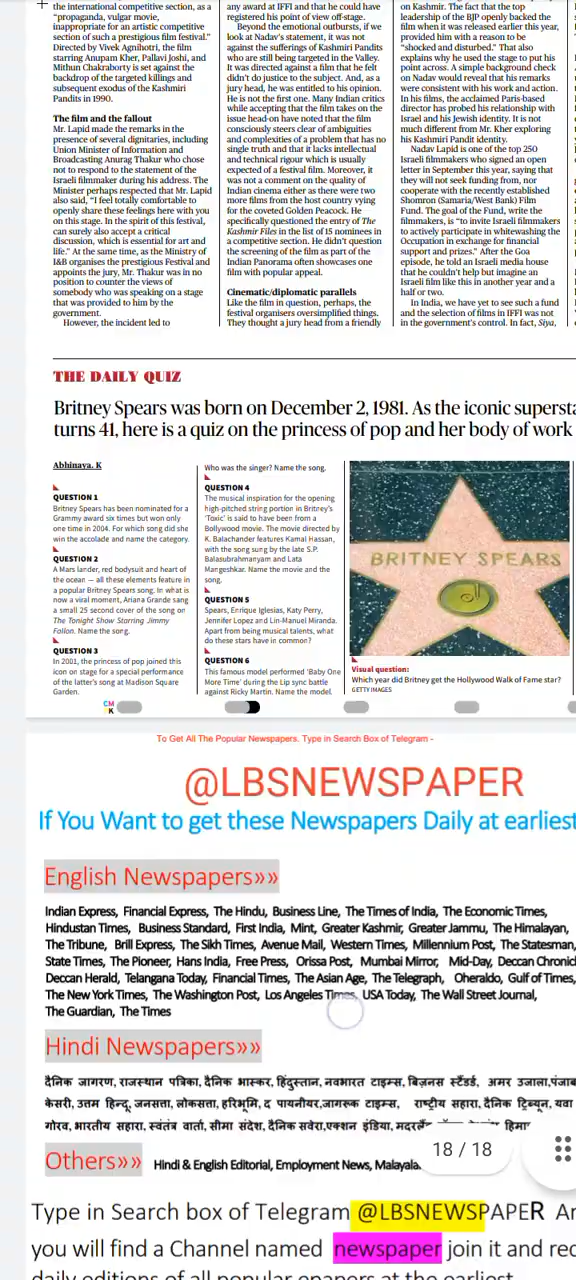 the international competition section, as a
"propaganda, vulgar movie,
inappropriate for an artistic competitive
section of such a prestigious film festival."
Directed by Vivek Agnihotri, the film
starring Anupam Kher, Pallavi Joshi, and
Mithun Chakraborty is set against the
backdrop of the targeted killings and
subsequent exodus of the Kashmiri
Pandits in 1990.
The film and the fallout
Mr. Lapid made the remarks in the
presence of several dignitaries, including
Union Minister of Information and
Broadcasting Anurag Thakur who chose
not to respond to the statement of the
Israeli filmmaker during his address. The
Minister perhaps respected that Mr. Lapid
also said, "I feel totally comfortable to
openly share these feelings here with you
on this stage. In the spirit of this festival,
can surely also accept a critical
discussion, which is essential for art and
life." At the same time, as the Ministry of
I&B organises the prestigious Festival and
appoints the jury, Mr. Thakur was in no
position to counter the views of
somebody who was speaking on a stage
that was provided to him by the
government.
However, the incident led to
any award at IFFI and that he could have
registered his point of view off-stage.
Beyond the emotional outbursts, if we
look at Nadav's statement, it was not
against the sufferings of Kashmiri Pandits
who are still being targeted in the Valley.
It was directed against a film that he felt
didn't do justice to the subject. And, as a
jury head, he was entitled to his opinion.
He is not the first one. Many Indian critics
while accepting that the film takes on the
issue head-on have noted that the film
consciously steers clear of ambiguities
and complexities of a problem that has no
single truth and that it lacks intellectual
and technical rigour which is usually
expected of a festival film. Moreover, it
was not a comment on the quality of
Indian cinema either as there were two
more films from the host country vying
for the coveted Golden Peacock. He
specifically questioned the entry of The
Kashmir Files in the list of 15 nominees in
a competitive section. He didn't question
the screening of the film as part of the
Indian Panorama often showcases one
film with popular appeal.
Cinematic/diplomatic parallels
Like the film in question, perhaps, the
festival organisers oversimplified things.
They thought a jury head from a friendly
on Kashmir. The fact that the top
leadership of the BJP openly backed the
film when it was released earlier this year,
provided him with a reason to be
"shocked and disturbed." That also
explains why he used the stage to put his
point across. A simple background check
on Nadav would reveal that his remarks
were consistent with his work and action.
In his films, the acclaimed Paris-based
director has probed his relationship with
Israel and his Jewish identity. It is not
much different from Mr. Kher exploring
his Kashmiri Pandit identity.
Nadav Lapid is one of the top 250
Israeli filmmakers who signed an open
letter in September this year, saying that
they will not seek funding from, nor
cooperate with the recently established
Shomron (Samaria/West Bank) Film
Fund. The goal of the Fund, write the
filmmakers, is "to invite Israeli filmmakers
to actively participate in whitewashing the
Occupation in exchange for financial
support and prizes." After the Goa
episode, he told an Israeli media house
that he couldn't help but imagine an
Israeli film like this in another year and a
half or two.
In India, we have yet to see such a fund
and the selection of films in IFFI was not
in the government's control. In fact, Siya,
THE DAILY QUIZ
Britney Spears was born on December 2, 1981. As the iconic supersta
turns 41, here is a quiz on the princess of pop and her body of work
Abhinaya. K
QUESTION 1
Britney Spears has been nominated for a
Grammy award six times but won only
one time in 2004. For which song did she
win the accolade and name the category.
QUESTION 2
A Mars lander, red bodysuit and heart of
the ocean — all these elements feature in
a popular Britney Spears song. In what is
now a viral moment, Ariana Grande sang
a small 25 second cover of the song on
The Tonight Show Starring Jimmy
Fallon. Name the song.
QUESTION 3
In 2001, the princess of pop joined this
icon on stage for a special performance
of the latter's song at Madison Square
Garden.
Who was the singer? Name the song.
QUESTION 4
The musical inspiration for the opening
high-pitched string portion in Britney's
'Toxic' is said to have been from a
Bollywood movie. The movie directed by
K. Balachander features Kamal Hassan,
with the song sung by the late S.P.
Balasubrahmanyam and Lata
Mangeshkar. Name the movie and the
song.
QUESTION 5
Spears, Enrique Iglesias, Katy Perry,
Jennifer Lopez and Lin-Manuel Miranda.
Apart from being musical talents, what
do these stars have in common?
QUESTION 6
This famous model performed 'Baby One
More Time' during the Lip sync battle
against Ricky Martin. Name the model.
BRITNEY SPEARS
Visual question:
Which year did Britney get the Hollywood Walk of Fame star?
GETTY IMAGES
CM
K
To Get All The Popular Newspapers. Type in Search Box of Telegram -
@LBSNEWSPAPER
If You Want to get these Newspapers Daily at earliest
English Newspapers»»
Indian Express, Financial Express, The Hindu, Business Line, The Times of India, The Economic Times,
Hindustan Times, Business Standard, First India, Mint, Greater Kashmir, Greater Jammu, The Himalayan,
The Tribune, Brill Express, The Sikh Times, Avenue Mail, Western Times, Millennium Post, The Statesman,
State Times, The Pioneer, Hans India, Free Press, Orissa Post, Mumbai Mirror, Mid-Day, Deccan Chronic
Deccan Herald, Telangana Today, Financial Times, The Asian Age, The Telegraph, Oheraldo, Gulf of Times,
The New York Times, The Washington Post, Los Angeles Times, USA Today, The Wall Street Journal,
The Guardian, The Times
Hindi Newspapers»»
दैनिक जागरण, राजस्थान पत्रिका, दैनिक भास्कर, हिंदुस्तान, नवभारत टाइम्स, बिज़नस स्टैंडर्ड, अमर उजाला,पंजाब
केसरी, उत्तम हिन्दू, जनसत्ता, लोकसत्ता, हरिभूमि, द पायनीयर,जागरूक टाइम्स, राष्ट्रीय सहारा, दैनिक ट्रिब्यून, यवा
गोरव, भारतीय सहारा, स्वंतंत्र वार्ता, सीमा संदेश, दैनिक सवेरा,एक्शन इंडिया,
18 / 18
Others»» Hindi & English Editorial, Employment News, Malayala
Type in Search box of Telegram @LBSNEWSPAPER An
you will find a Channel named newspaper join it and rec
daily editions of all popular epapers at the earliest